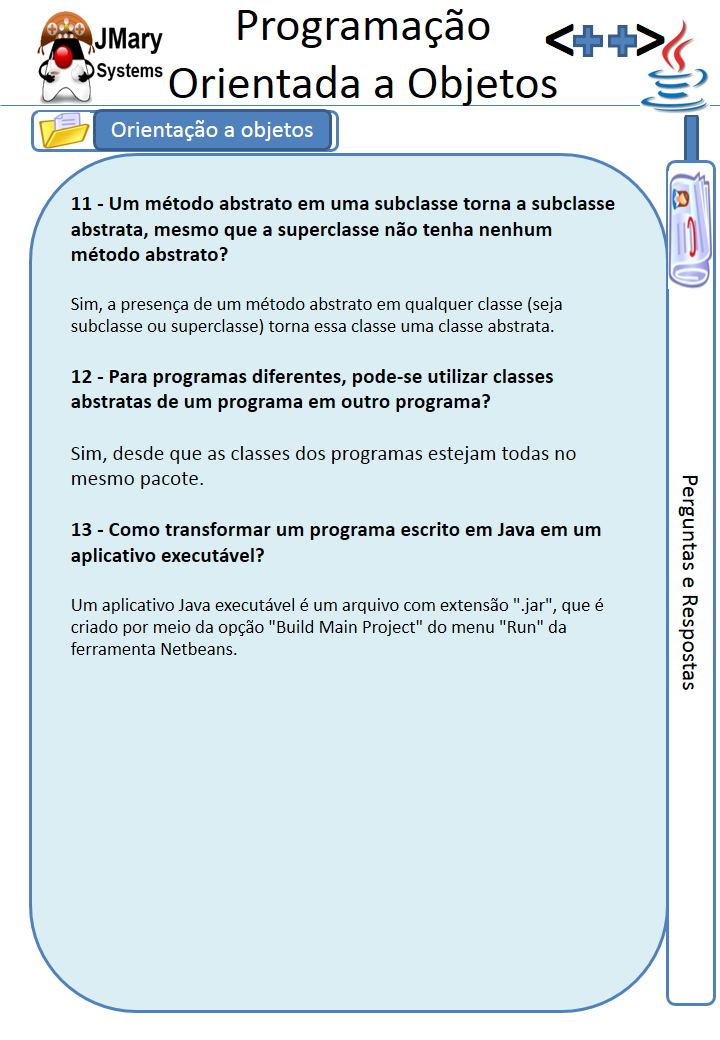 JMary
Systems
Programação
Orientada a Objetos
<++>
Orientação a objetos
11 - Um método abstrato em uma subclasse torna a subclasse
abstrata, mesmo que a superclasse não tenha nenhum
método abstrato?
Sim, a presença de um método abstrato em qualquer classe (seja
subclasse ou superclasse) torna essa classe uma classe abstrata.
12 - Para programas diferentes, pode-se utilizar classes
abstratas de um programa em outro programa?
Sim, desde que as classes dos programas estejam todas no
mesmo pacote.
13 - Como transformar um programa escrito em Java em um
aplicativo executável?
Um aplicativo Java executável é um arquivo com extensão ".jar", que é
criado por meio da opção "Build Main Project" do menu "Run" da
ferramenta Netbeans.
Perguntas e Respostas